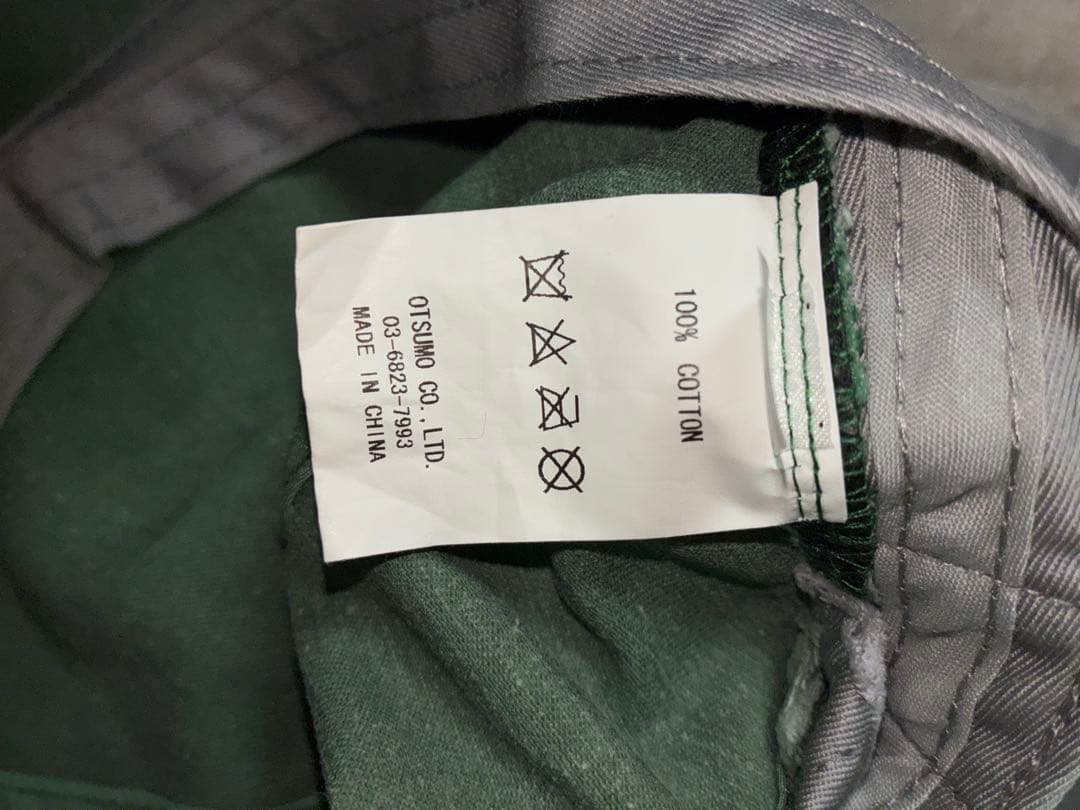 100% COTTON
OTSUMO CO.,LTD.
03-6823-7993
MADE IN CHINA